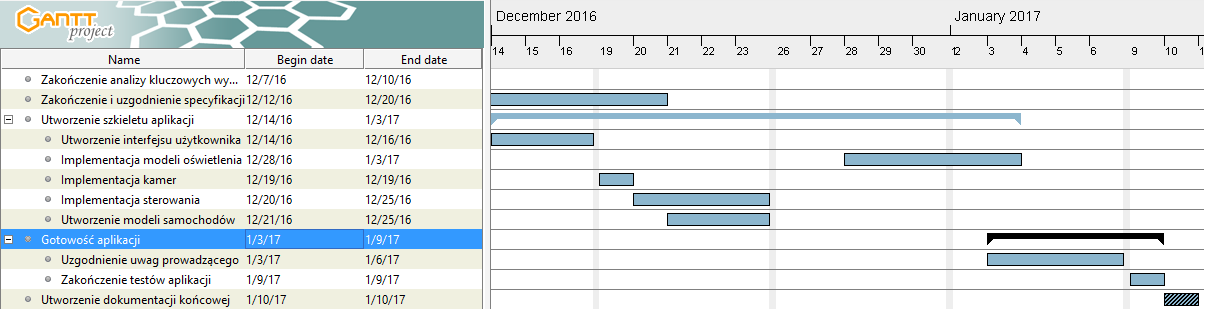 GANTT
project
December 2016 January 2017
14 15 16 19 20 21 22 23 26 27 28 29 30 12 3 4 5 6 9 10 1
Name Begin date End date
Zakończenie analizy kluczowych wy... 12/7/16 12/10/16
Zakończenie i uzgodnienie specyfikacji 12/12/16 12/20/16
Utworzenie szkieletu aplikacji 12/14/16 1/3/17
Utworzenie interfejsu użytkownika 12/14/16 12/16/16
Implementacja modeli oświetlenia 12/28/16 1/3/17
Implementacja kamer 12/19/16 12/19/16
Implementacja sterowania 12/20/16 12/25/16
Utworzenie modeli samochodów 12/21/16 12/25/16
Gotowość aplikacji 1/3/17 1/9/17
Uzgodnienie uwag prowadzącego 1/3/17 1/6/17
Zakończenie testów aplikacji 1/9/17 1/9/17
Utworzenie dokumentacji końcowej 1/10/17 1/10/17